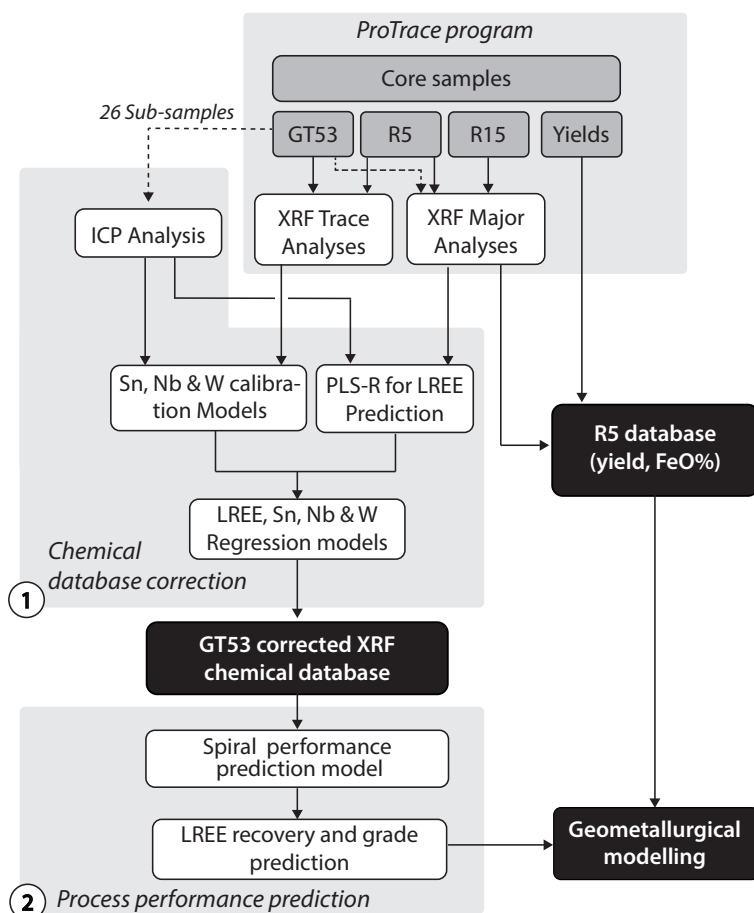 ProTrace program
Core samples
26 Sub-samples
GT53
R5
R15
Yields
ICP Analysis
XRF Trace
Analyses
XRF Major
Analyses
Sn, Nb & W calibra-
tion Models
PLS-R for LREE
Prediction
R5 database
(yield, FeO%)
LREE, Sn, Nb & W
Regression models
Chemical
database correction
1
GT53 corrected XRF
chemical database
Spiral performance
prediction model
LREE recovery and grade
prediction
Geometallurgical
modelling
2 Process performance prediction